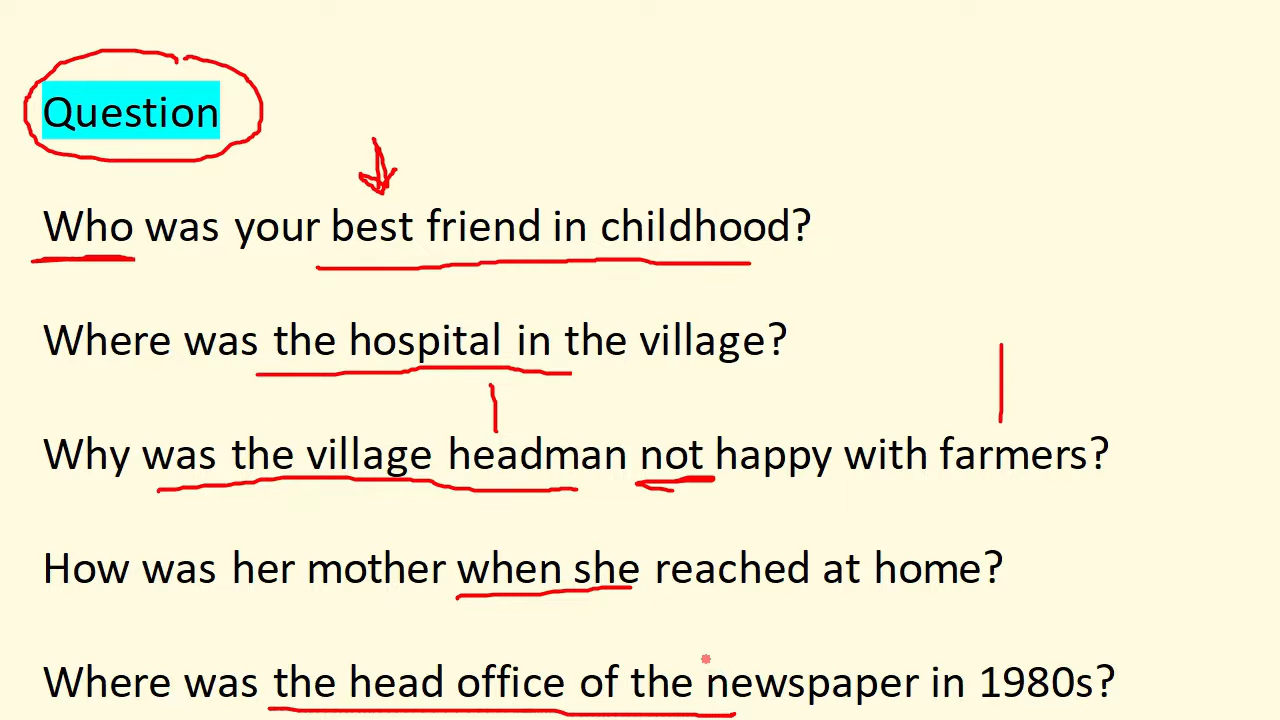 Question
Who was your best friend in childhood?
Where was the hospital in the village?
Why was the village headman not happy with farmers?
How was her mother when she reached at home?
Where was the head office of the newspaper in 1980s?